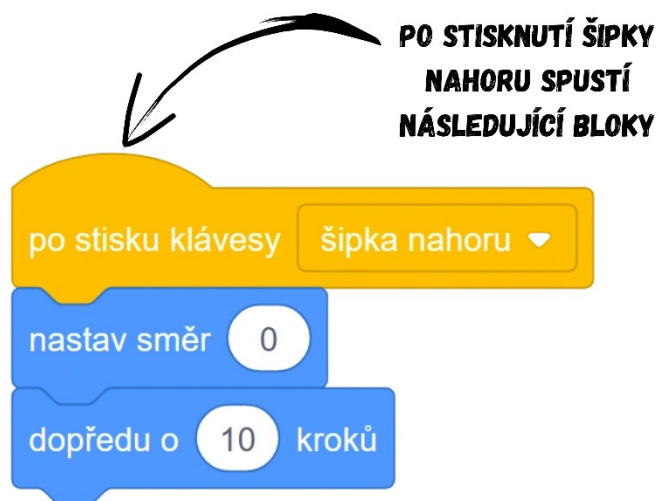 PO STISKNUTÍ ŠIPKY
NAHORU SPUSTÍ
NÁSLEDUJÍCÍ BLOKY
po stisku klávesy šipka nahoru
nastav směr 0
dopředu o 10 kroků